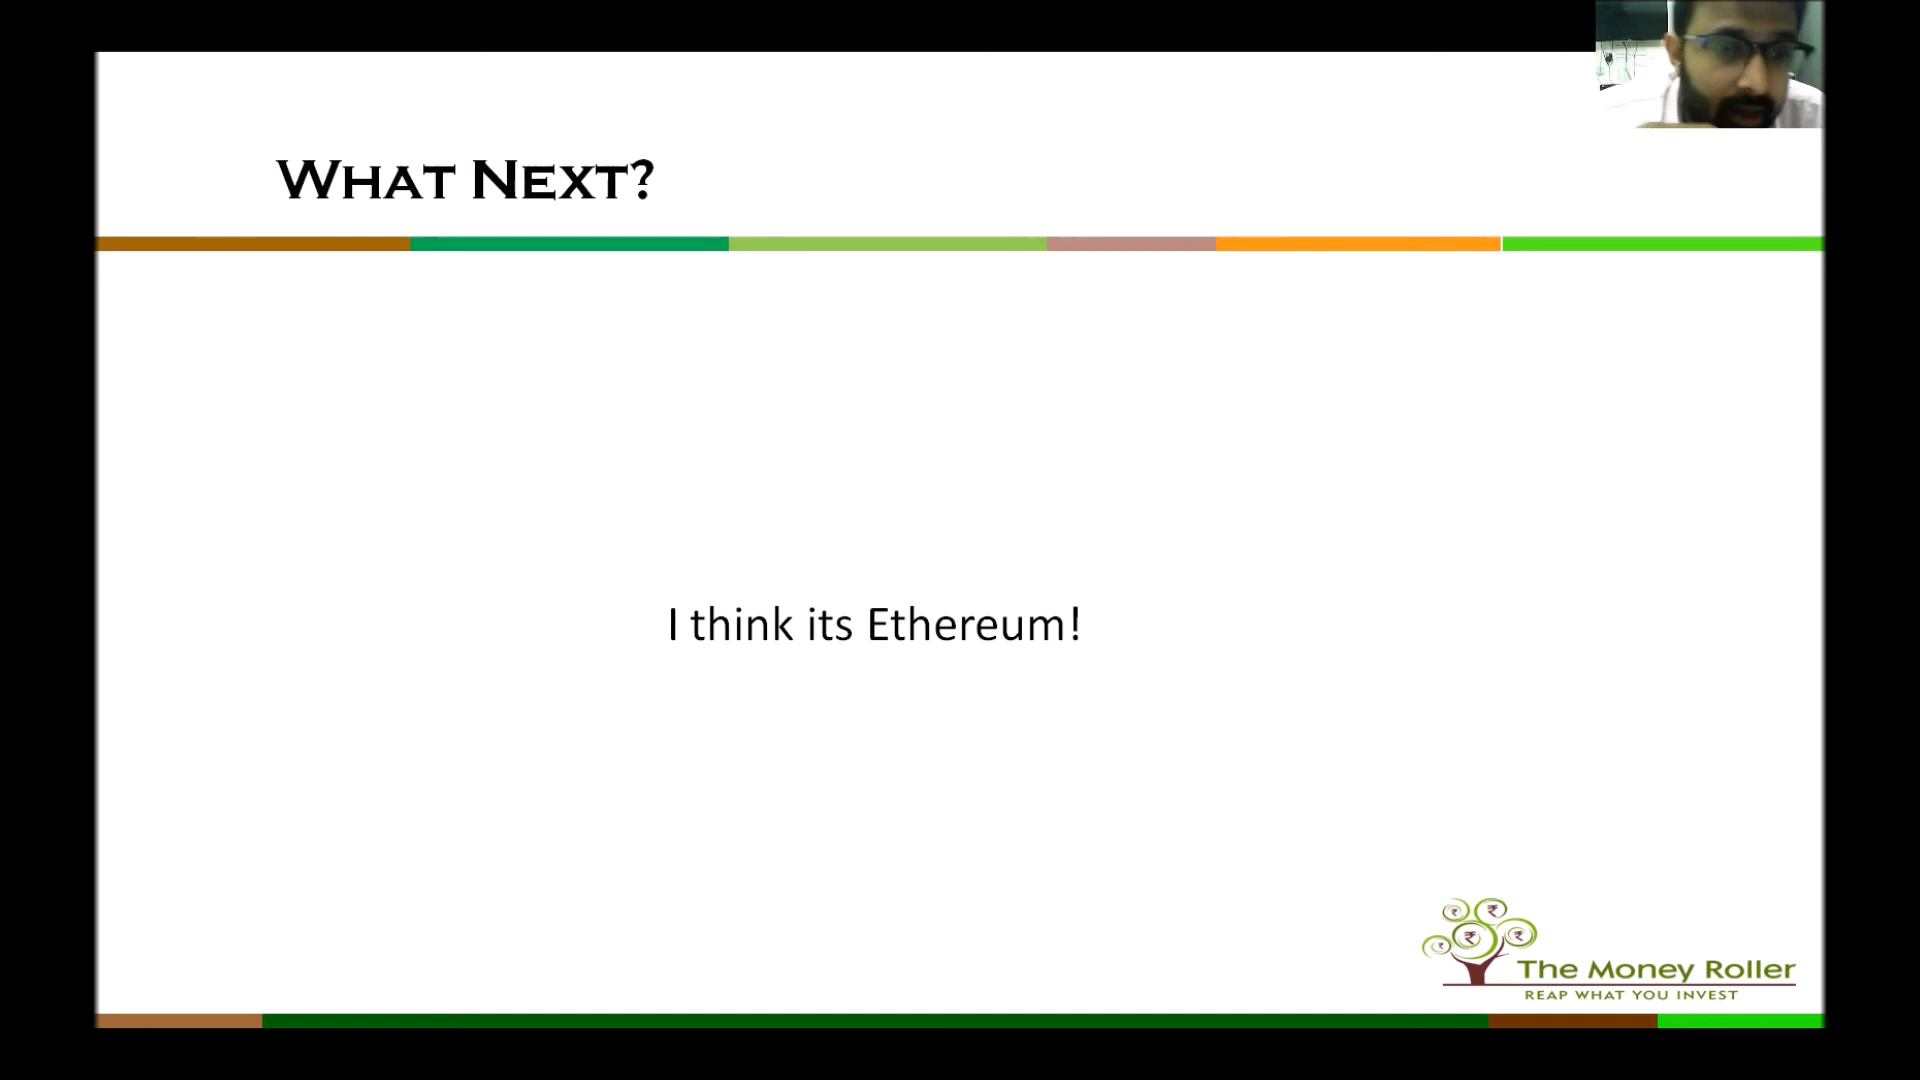 What Next?
I think its Ethereum!
The Money Roller
REAP WHAT YOU INVEST